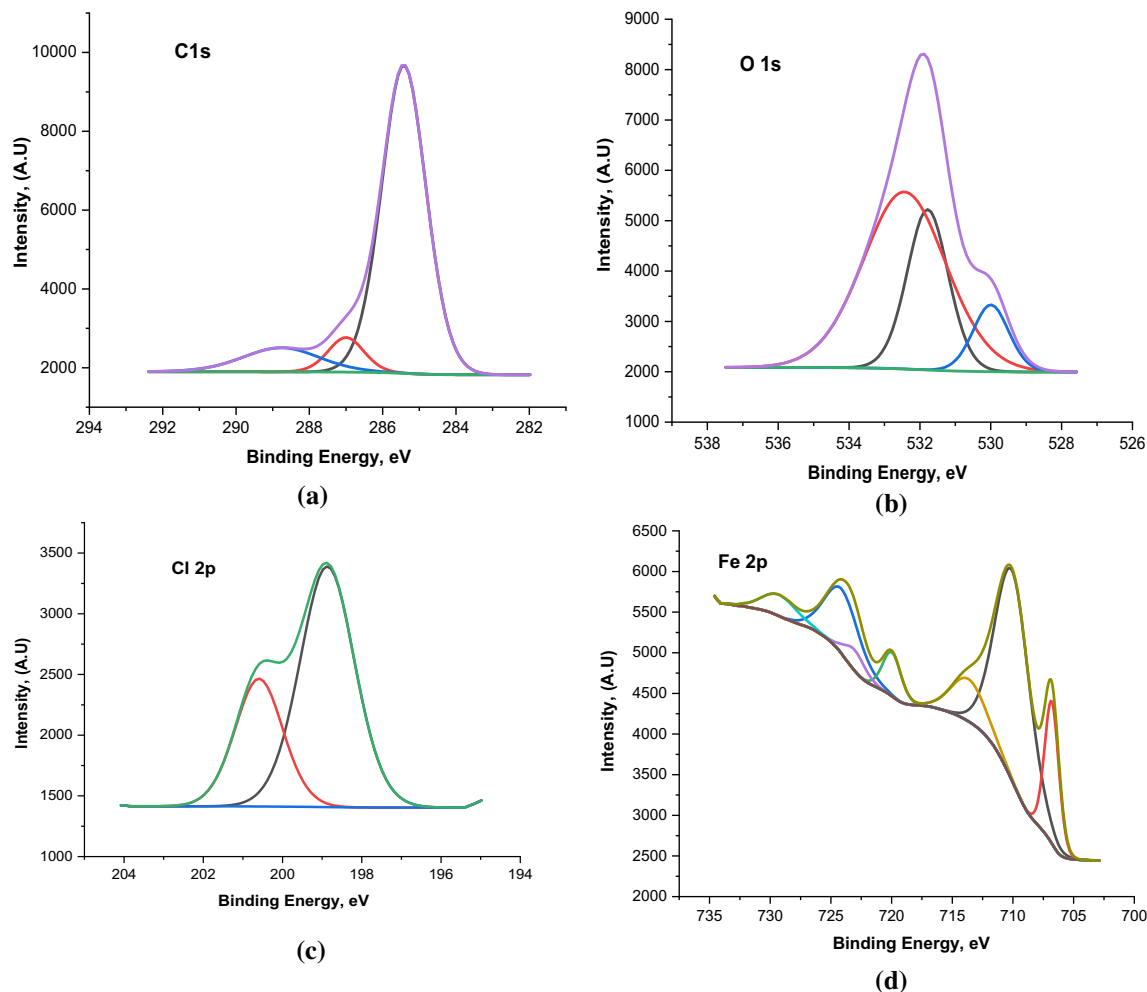 (a)
C1s
Intensity, (A.U)
10000
8000
6000
4000
2000
294 292 290 288 286 284 282
Binding Energy, eV
(a)
O 1s
Intensity, (A.U)
9000
8000
7000
6000
5000
4000
3000
2000
1000
538 536 534 532 530 528 526
Binding Energy, eV
(b)
Cl 2p
Intensity, (A.U)
3500
3000
2500
2000
1500
1000
204 202 200 198 196 194
Binding Energy, eV
(c)
Fe 2p
Intensity, (A.U)
6500
6000
5500
5000
4500
4000
3500
3000
2500
2000
735 730 725 720 715 710 705 700
Binding Energy, eV
(d)